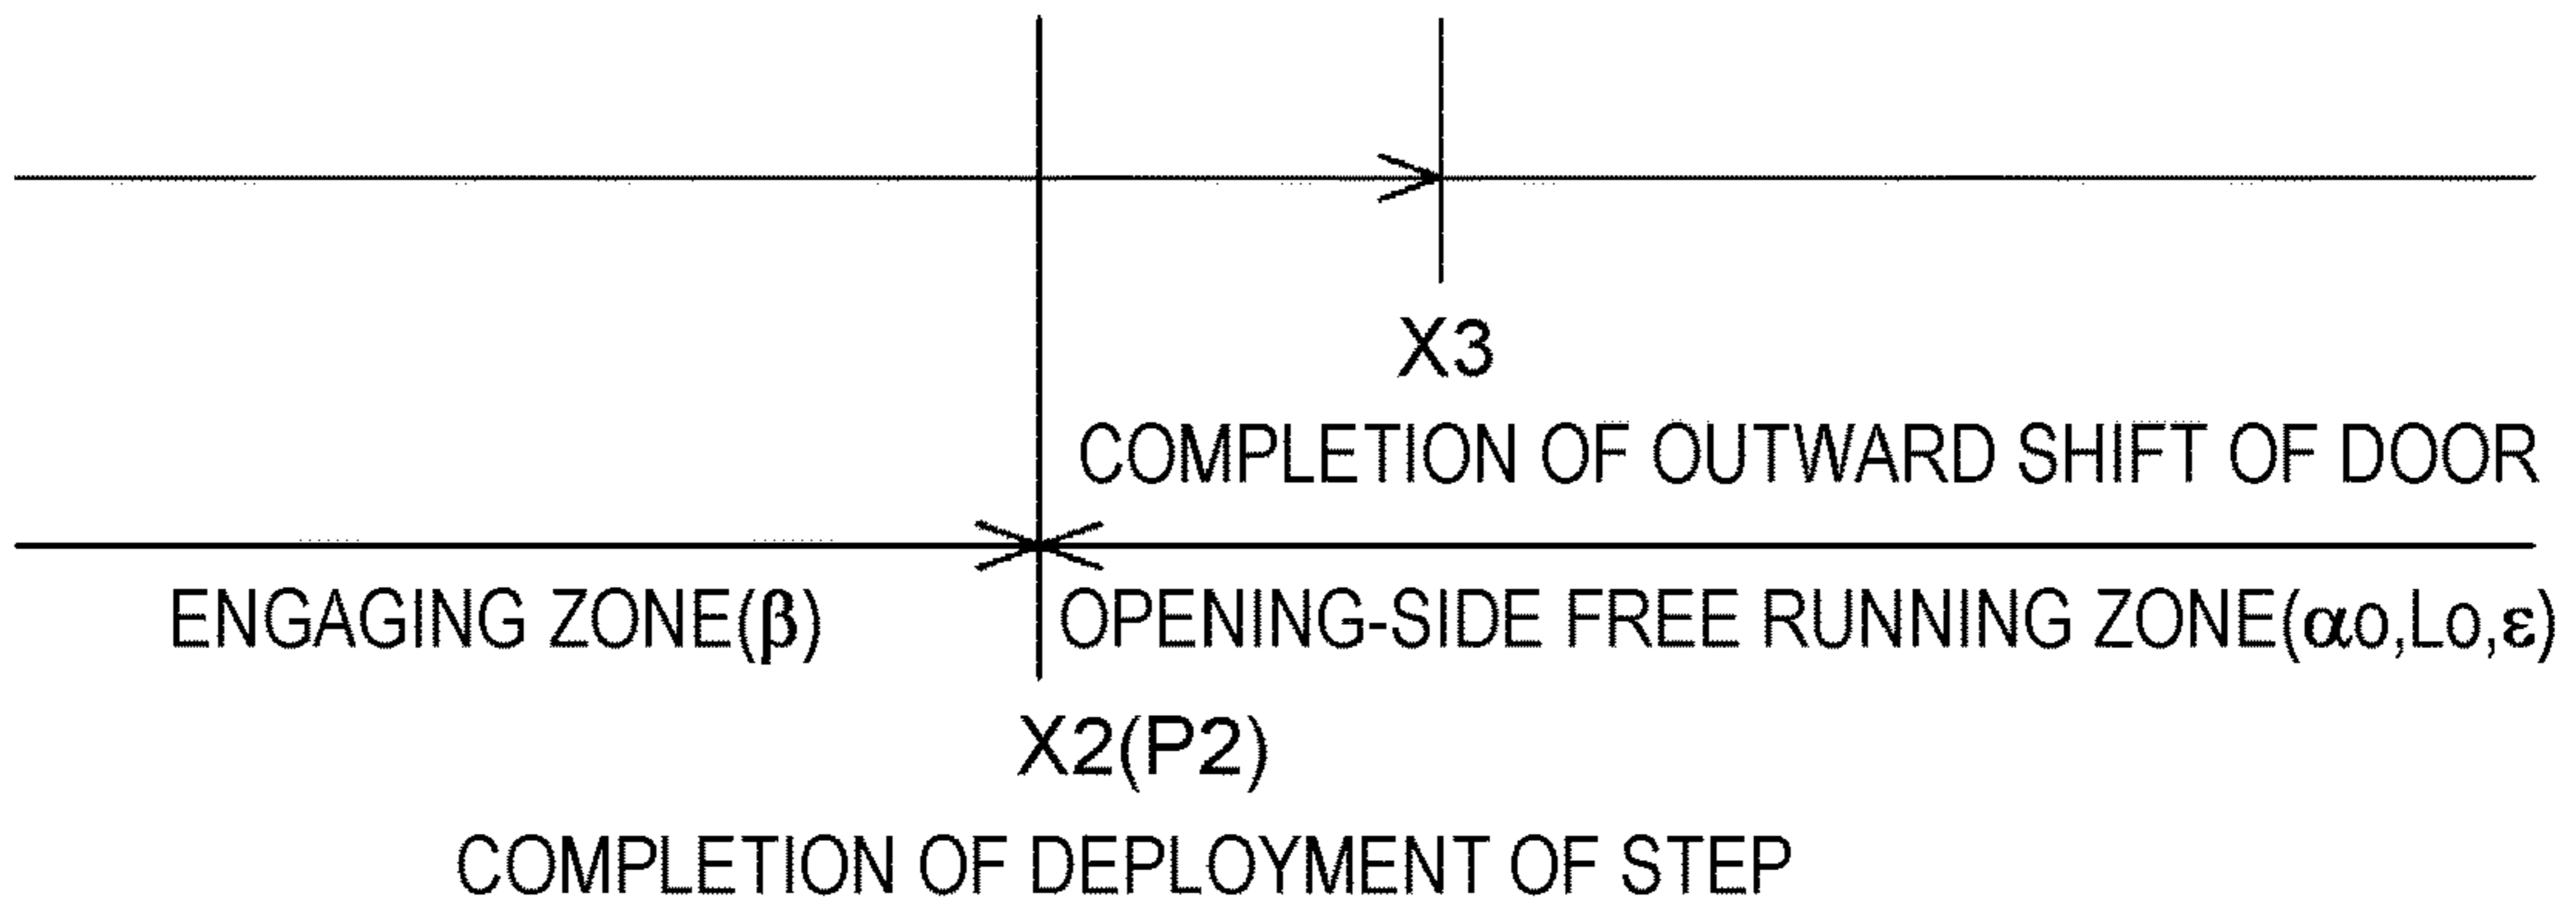 X3
COMPLETION OF OUTWARD SHIFT OF DOOR
ENGAGING ZONE(β) OPENING-SIDE FREE RUNNING ZONE(αo,Lo,ε)
X2(P2)
COMPLETION OF DEPLOYMENT OF STEP